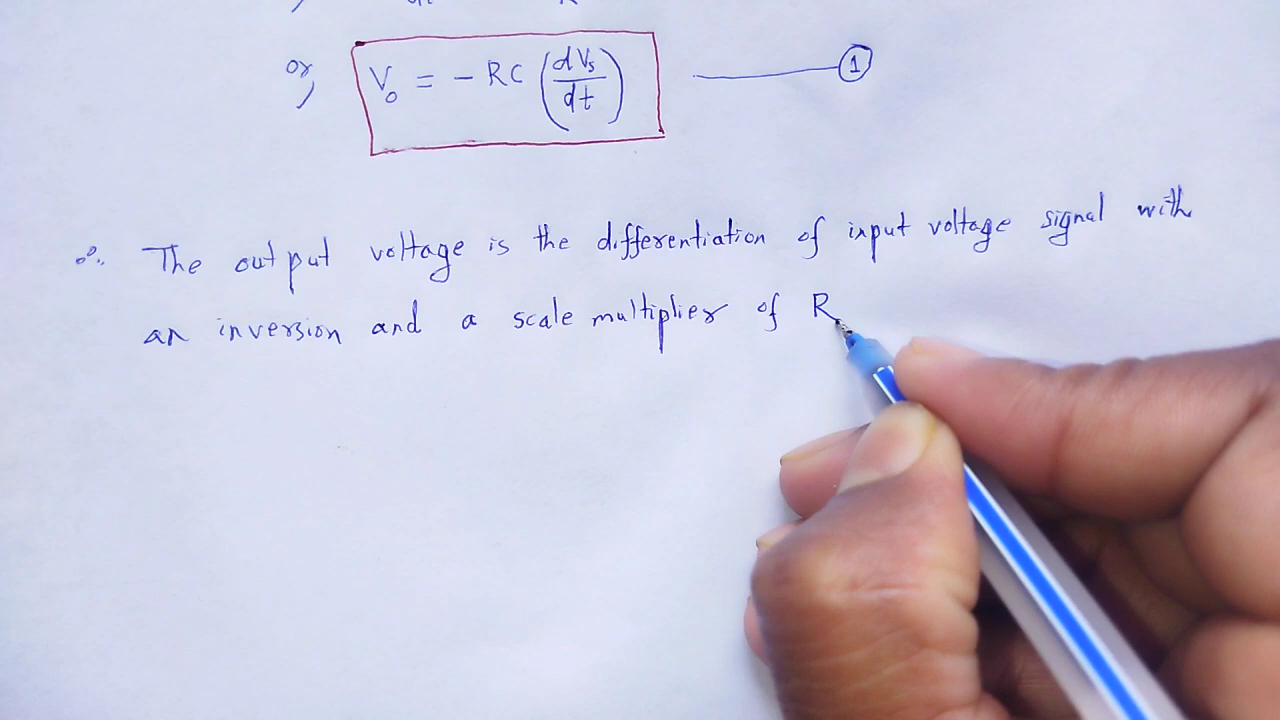 or, V₀ = - RC (dVs/dt) ——— 1
∴ The output voltage is the differentiation of input voltage signal with
an inversion and a scale multiplier of R